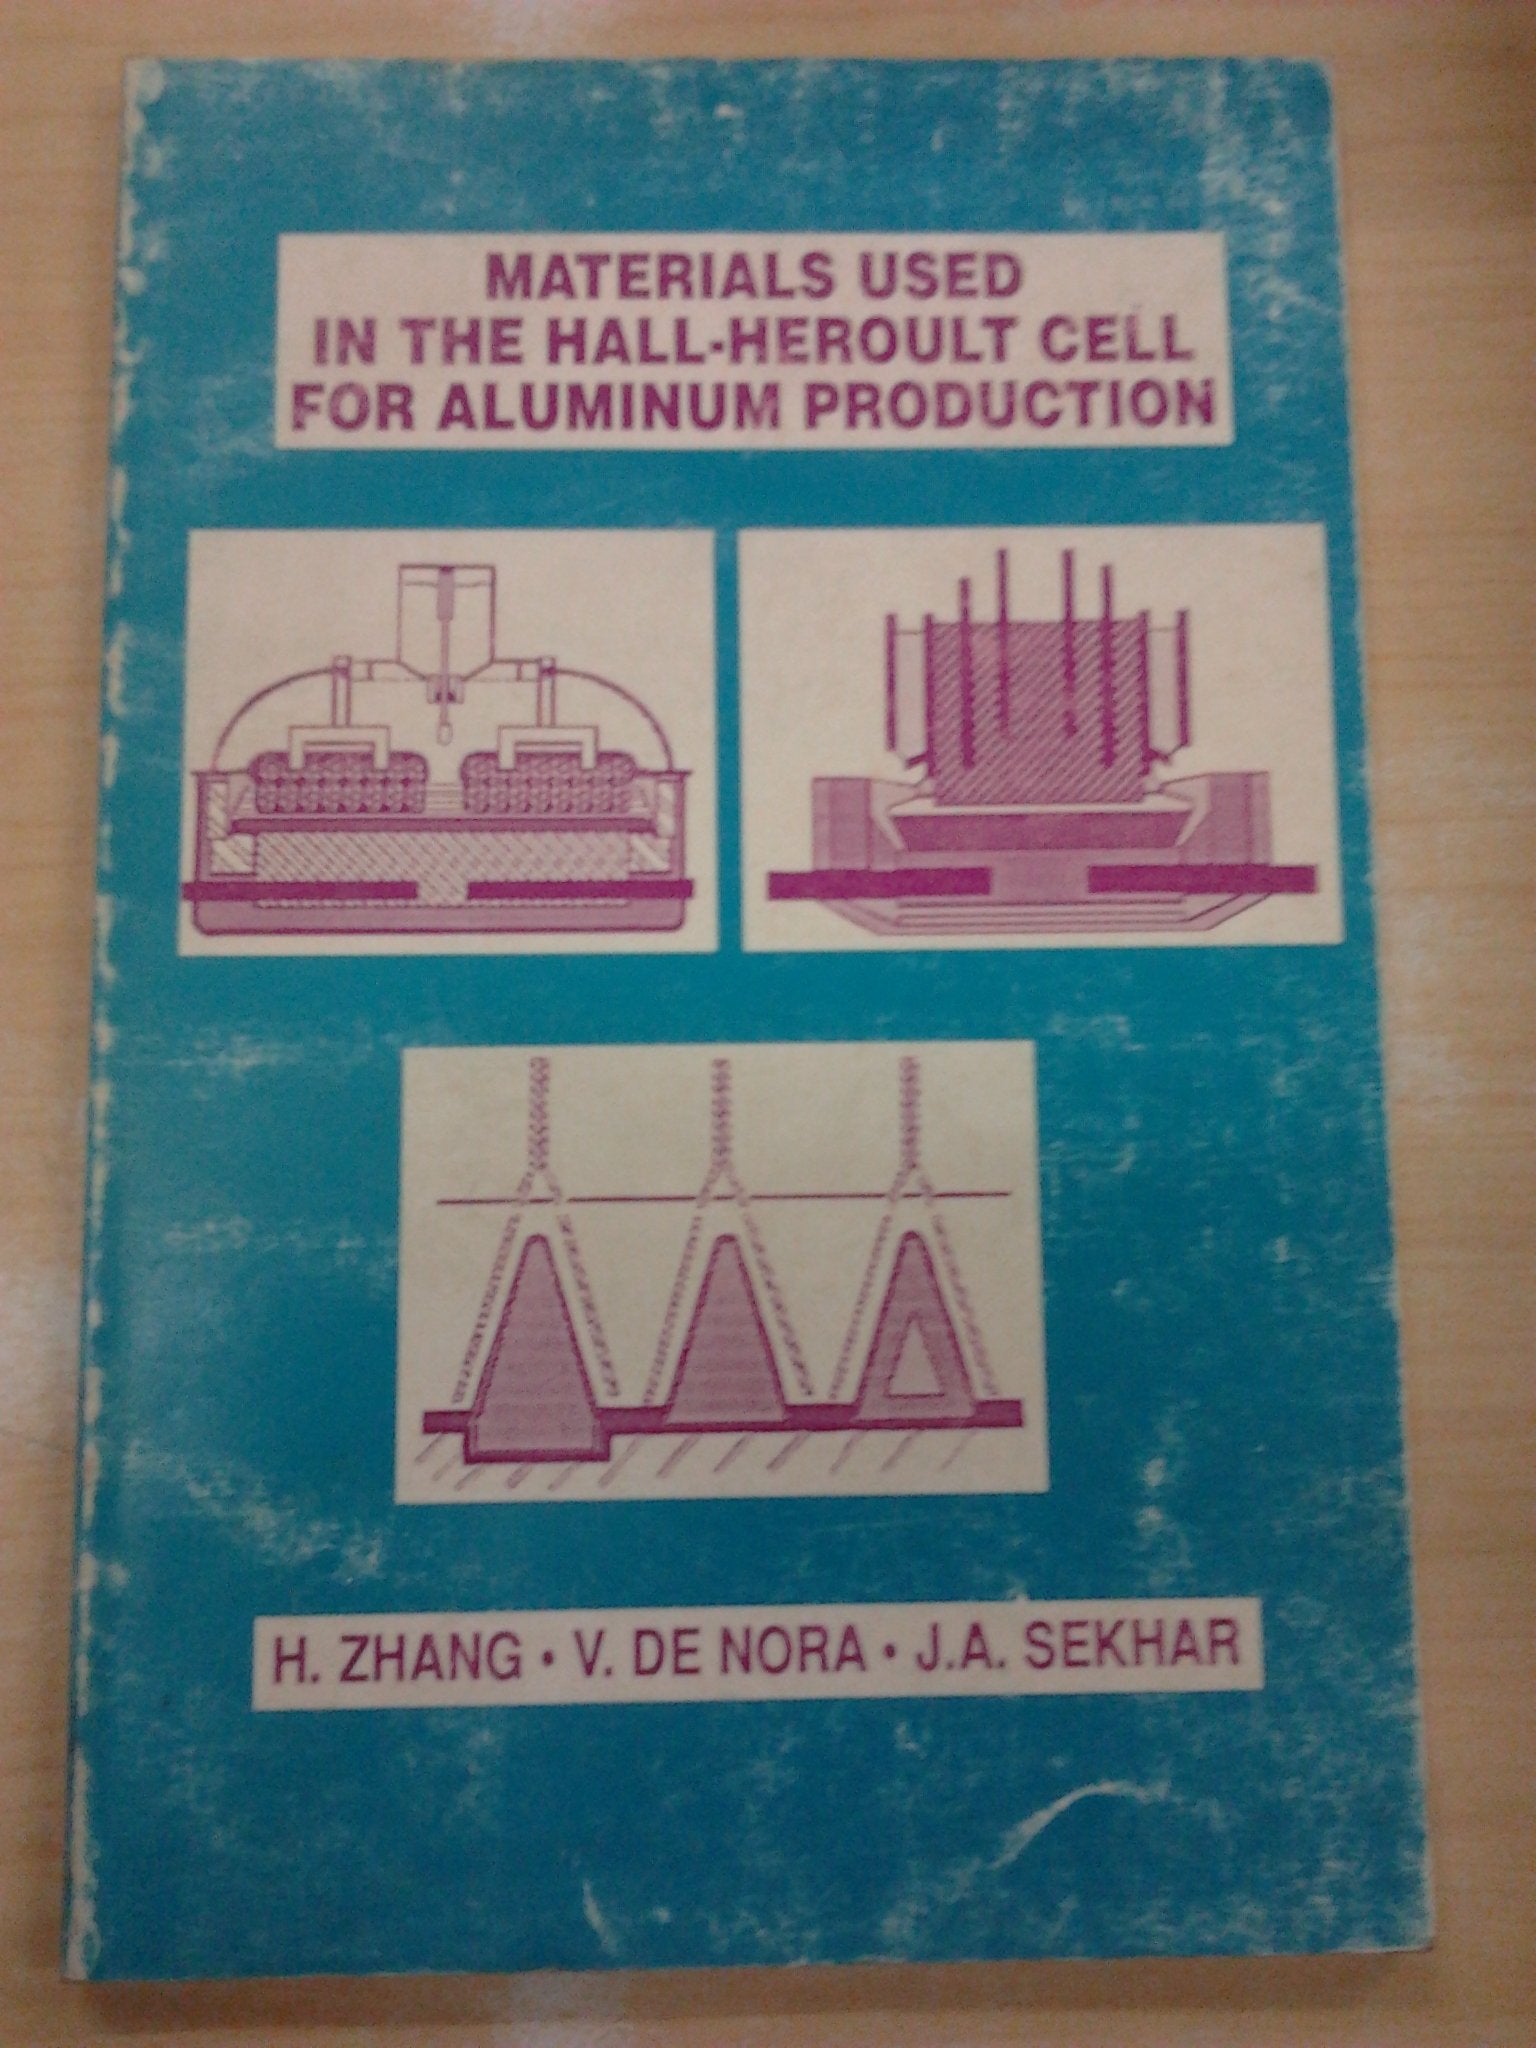 MATERIALS USED
IN THE HALL-HEROULT CELL
FOR ALUMINUM PRODUCTION
H. ZHANG • V. DE NORA • J.A. SEKHAR